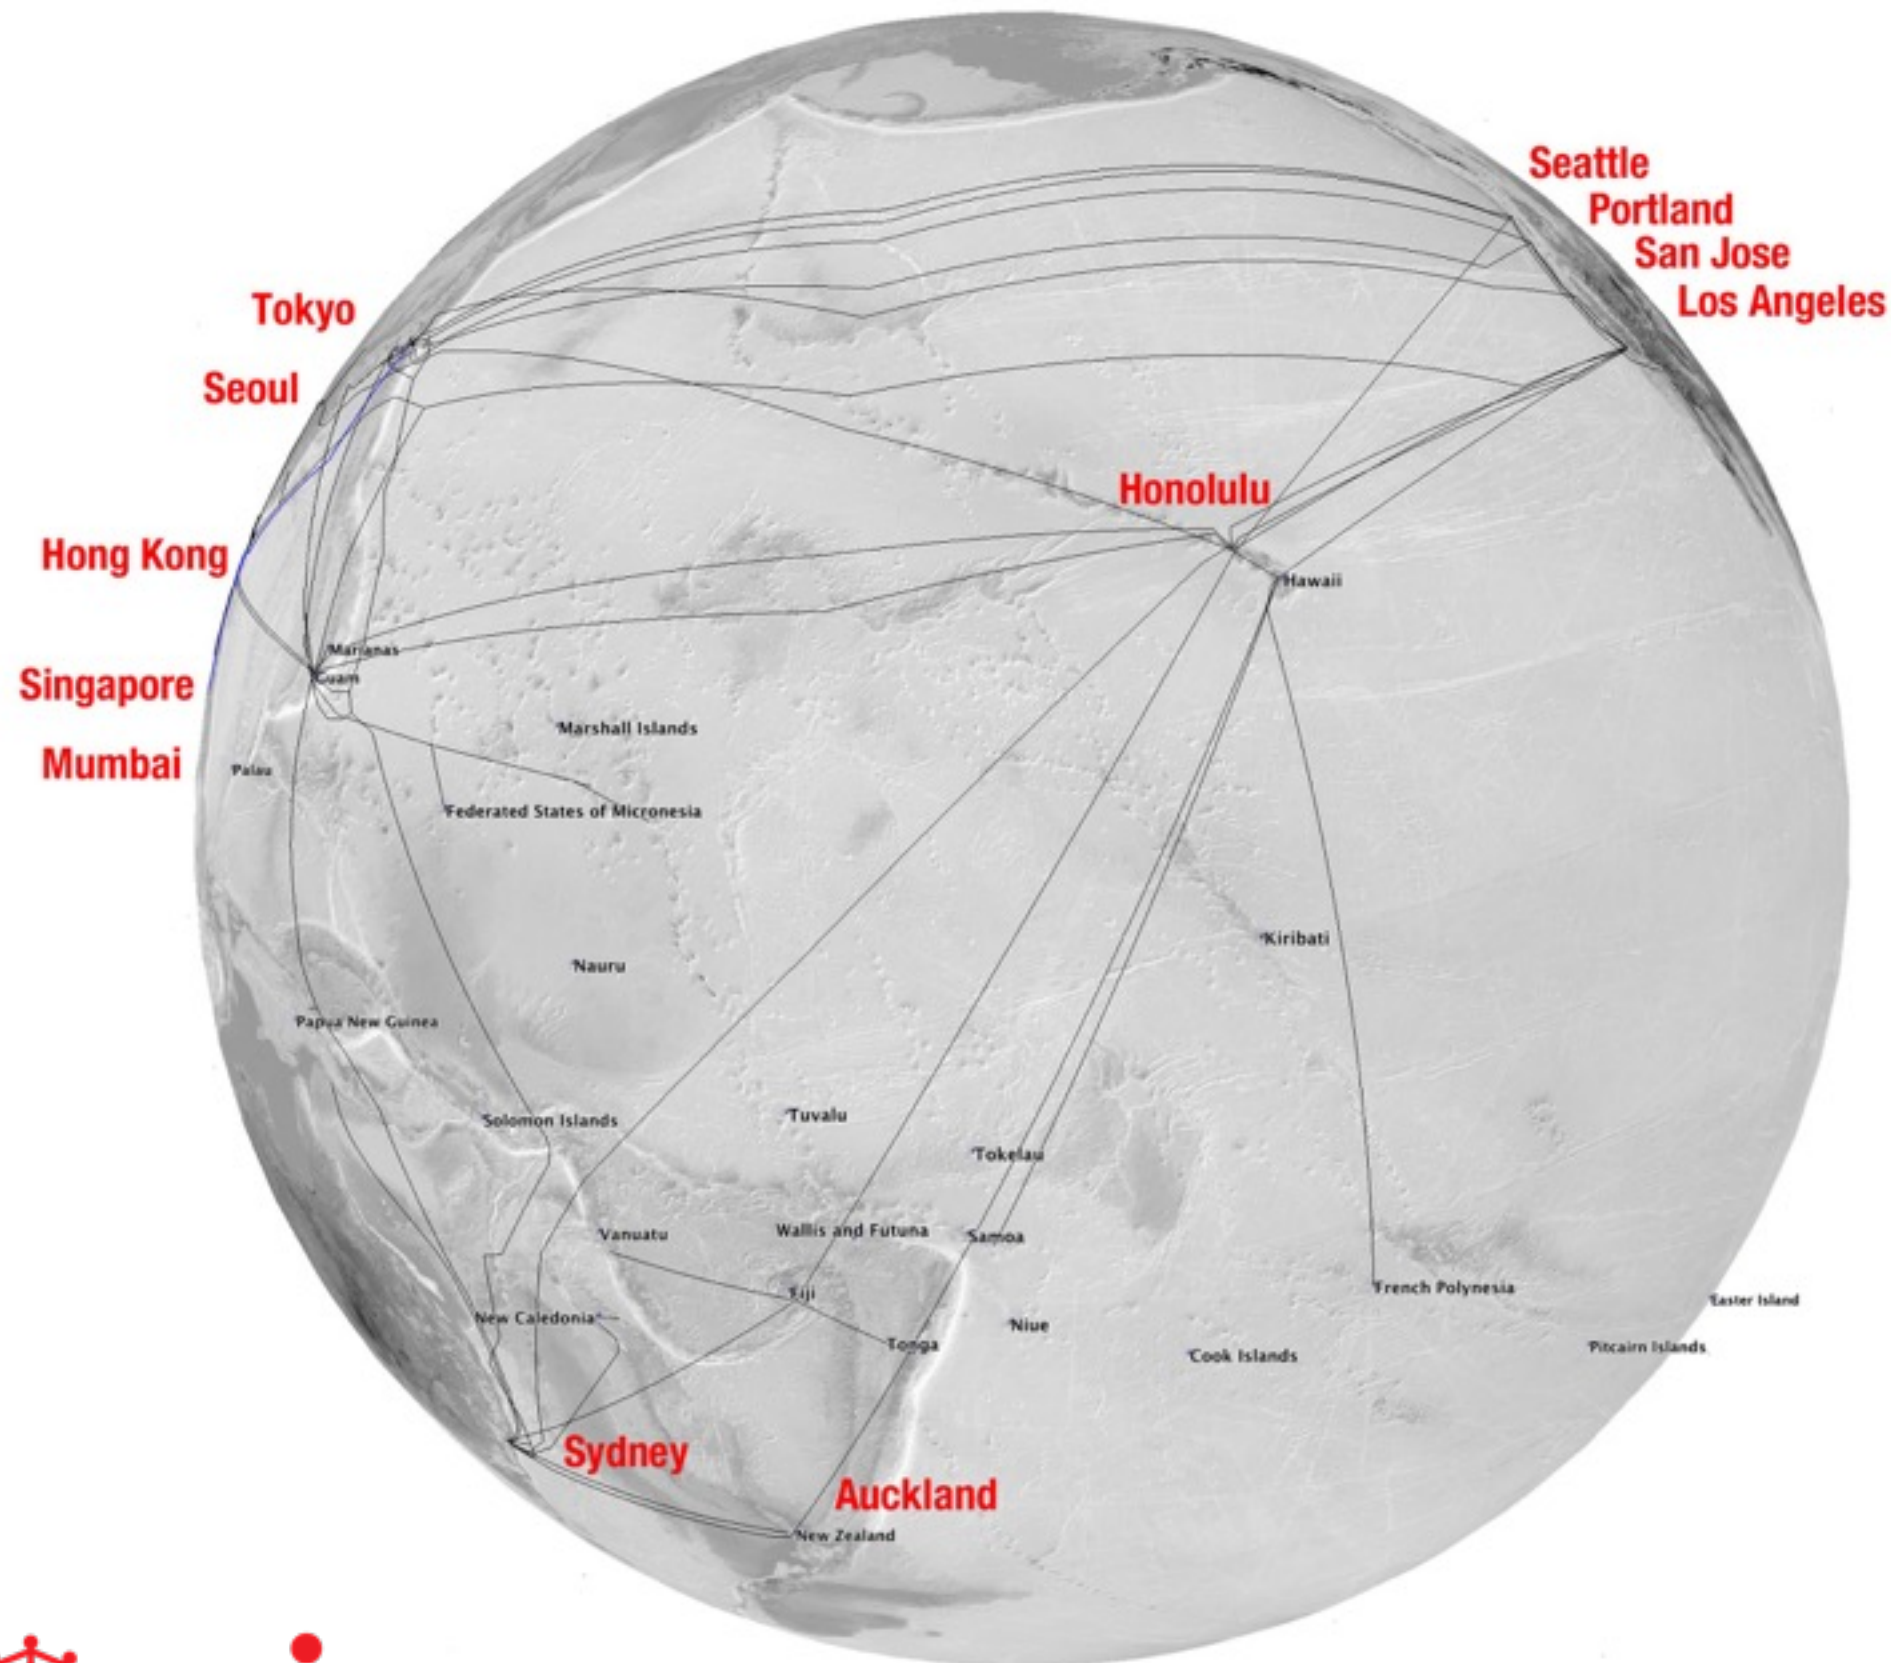 Seattle
Portland
San Jose
Los Angeles
Tokyo
Seoul
Honolulu
Hong Kong
Hawaii
Marianas
Guam
Singapore
Marshall Islands
Mumbai
Palau
Federated States of Micronesia
Kiribati
Nauru
Papua New Guinea
Solomon Islands
Tuvalu
Tokelau
Vanuatu
Wallis and Futuna
Samoa
Fiji
French Polynesia
Easter Island
New Caledonia
Niue
Tonga
Cook Islands
Pitcairn Islands
Sydney
Auckland
New Zealand